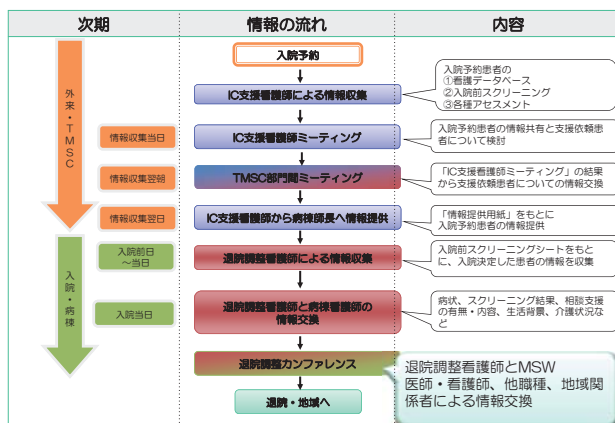 次期
情報の流れ
内容
外来・TMSC
入院・病棟
入院予約
IC支援看護師による情報収集
入院予約患者の
①看護データベース
②入院前スクリーニング
③各種アセスメント
情報収集当日
IC支援看護師ミーティング
入院予約患者の情報共有と支援依頼患
者について検討
情報収集翌朝
TMSC部門間ミーティング
「IC支援看護師ミーティング」の結果
から支援依頼患者についての情報交換
情報収集翌日
IC支援看護師から病棟師長へ情報提供
「情報提供用紙」をもとに
入院予約患者の情報提供
入院前日
～当日
退院調整看護師による情報収集
入院前スクリーニングシートをもと
に、入院決定した患者の情報を収集
入院当日
退院調整看護師と病棟看護師の
情報交換
病状、スクリーニング結果、相談支援
の有無・内容、生活背景、介護状況な
ど
退院調整カンファレンス
退院調整看護師とMSW
医師・看護師、他職種、地域関
係者による情報交換
退院・地域へ